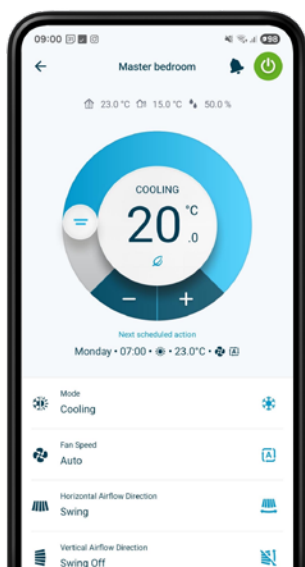 09:00 98
Master bedroom
23.0 °C 15.0 °C 50.0 %
COOLING
20 °C .0
− +
Next scheduled action
Monday • 07:00 • • 23.0°C • A
Mode
Cooling
Fan Speed
Auto A
Horizontal Airflow Direction
Swing
Vertical Airflow Direction
Swing Off